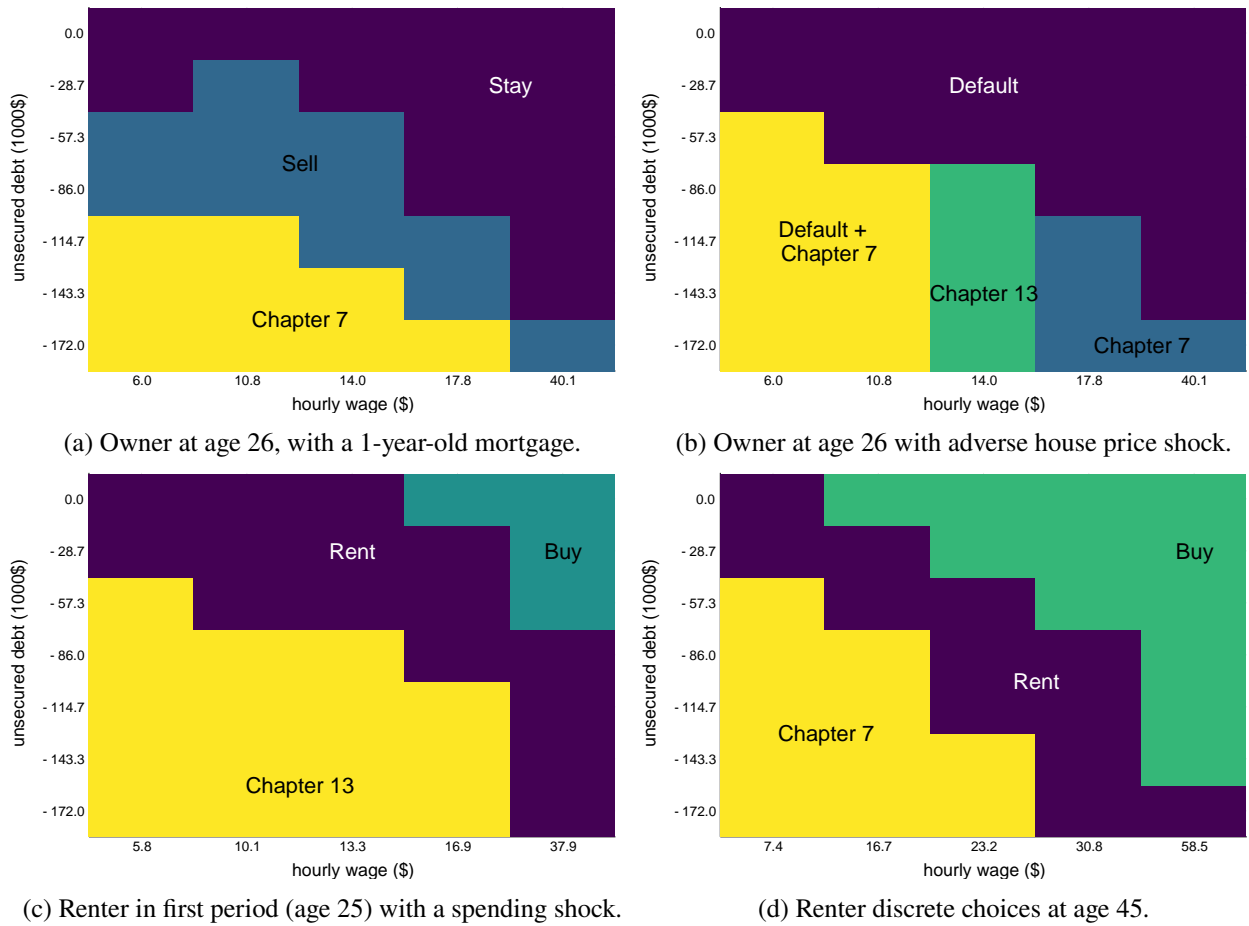 unsecured debt (1000$)
0.0
- 28.7
- 57.3
- 86.0
- 114.7
- 143.3
- 172.0
Stay
Sell
Chapter 7
6.0 10.8 14.0 17.8 40.1
hourly wage ($)
(a) Owner at age 26, with a 1-year-old mortgage.
unsecured debt (1000$)
0.0
- 28.7
- 57.3
- 86.0
- 114.7
- 143.3
- 172.0
Default
Default +
Chapter 7
Chapter 13
Chapter 7
6.0 10.8 14.0 17.8 40.1
hourly wage ($)
(b) Owner at age 26 with adverse house price shock.
unsecured debt (1000$)
0.0
- 28.7
- 57.3
- 86.0
- 114.7
- 143.3
- 172.0
Rent
Buy
Chapter 13
5.8 10.1 13.3 16.9 37.9
hourly wage ($)
(c) Renter in first period (age 25) with a spending shock.
unsecured debt (1000$)
0.0
- 28.7
- 57.3
- 86.0
- 114.7
- 143.3
- 172.0
Buy
Rent
Chapter 7
7.4 16.7 23.2 30.8 58.5
hourly wage ($)
(d) Renter discrete choices at age 45.